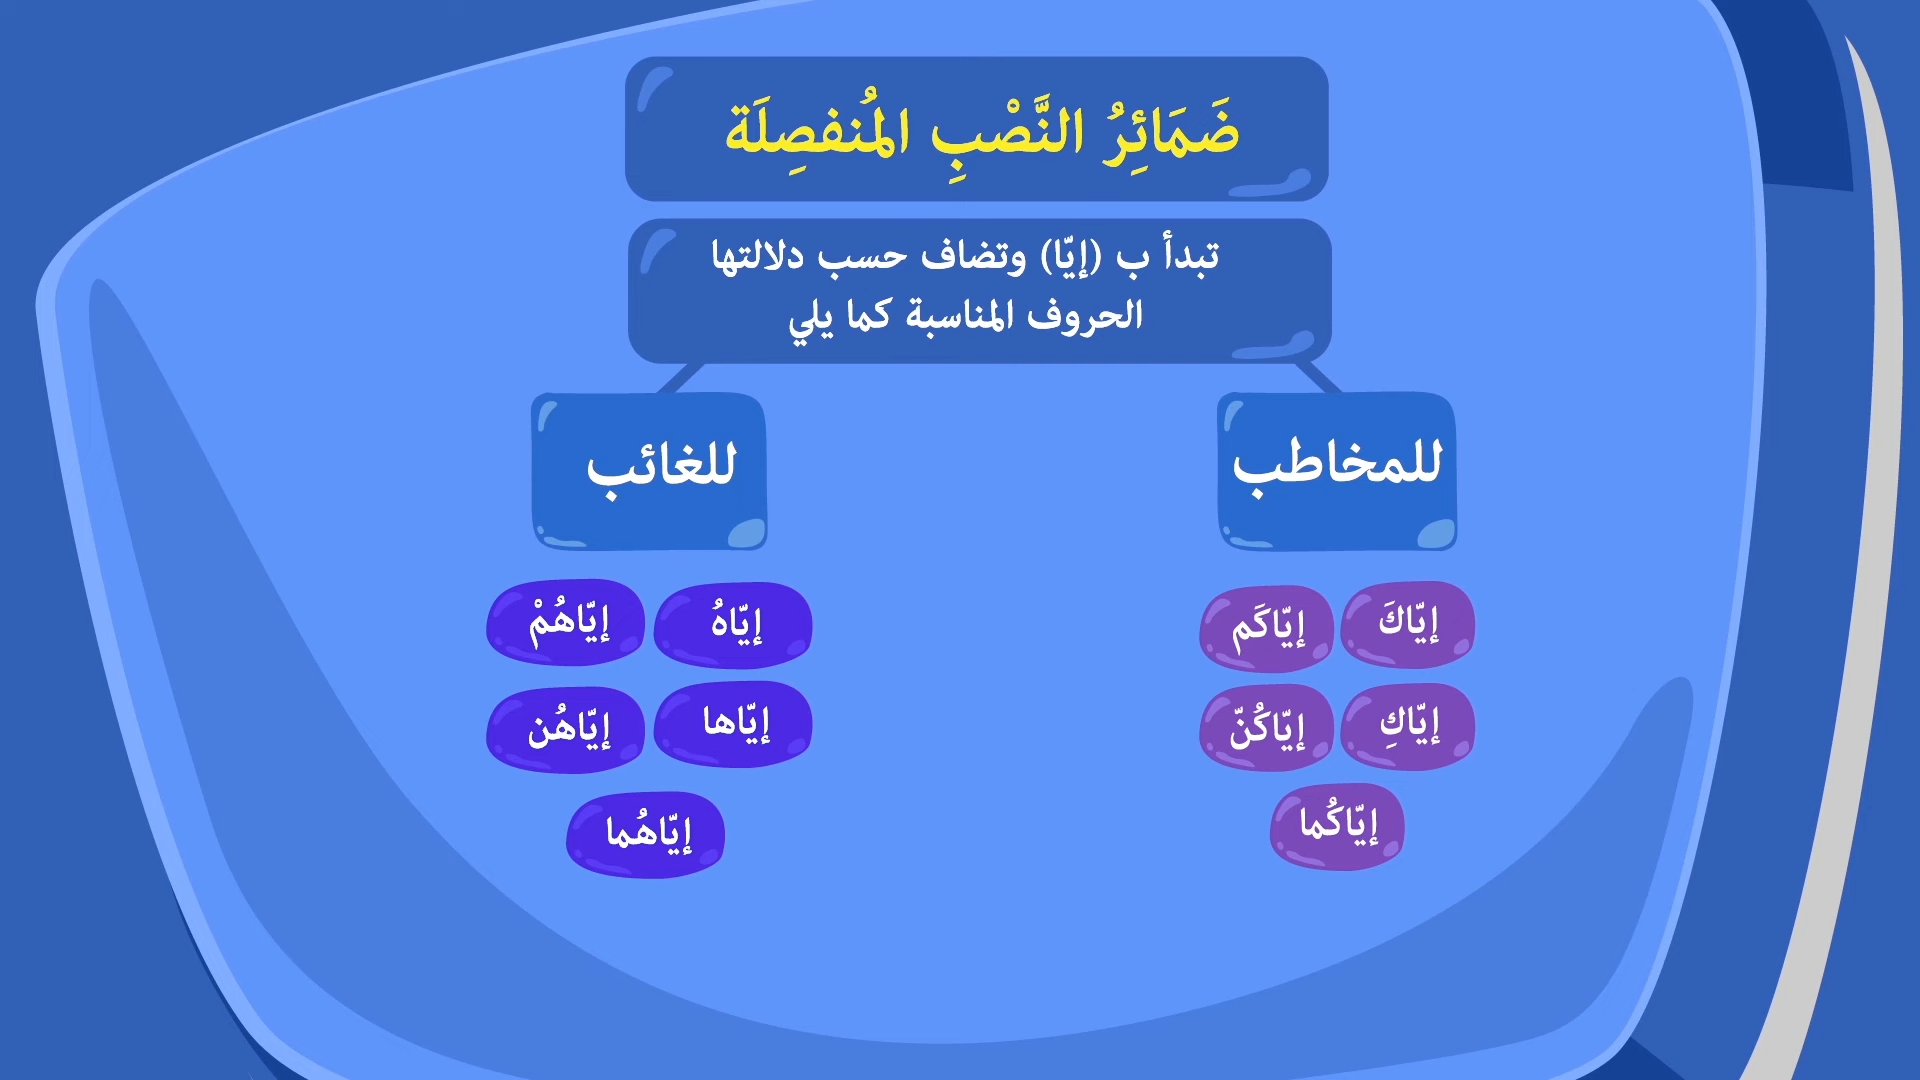 ضَمَائِرُ النَّصْبِ المُنفصِلَة
تبدأ ب (إيّا) وتضاف حسب دلالتها
الحروف المناسبة كما يلي
للمخاطب
إيّاكَ
إيّاكَم
إيّاكِ
إيّاكُنّ
إيّاكُما
للغائب
إيّاهُ
إيّاهُمْ
إيّاها
إيّاهُن
إيّاهُما